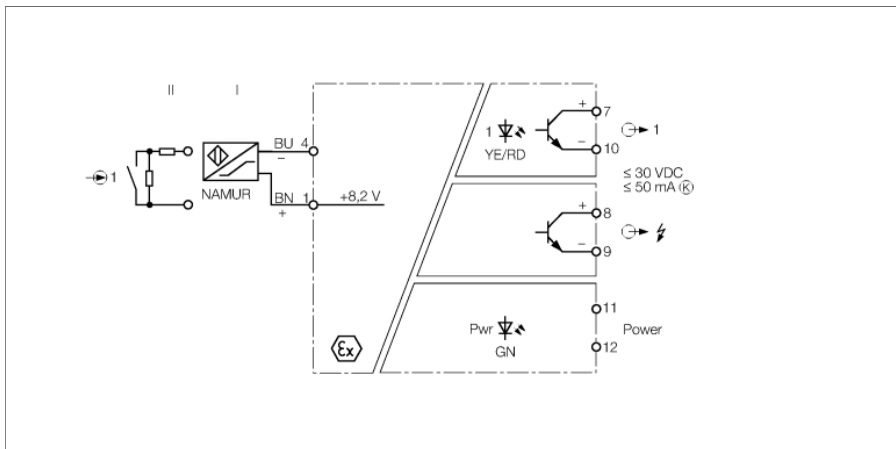 II I
BU 4
−
NAMUR
1
BN 1
+
+8,2 V
Ex
1
YE/RD
+
7
−
10
1
≤ 30 VDC
≤ 50 mA Ⓚ
+
8
−
9
Pwr
GN
11
12
Power